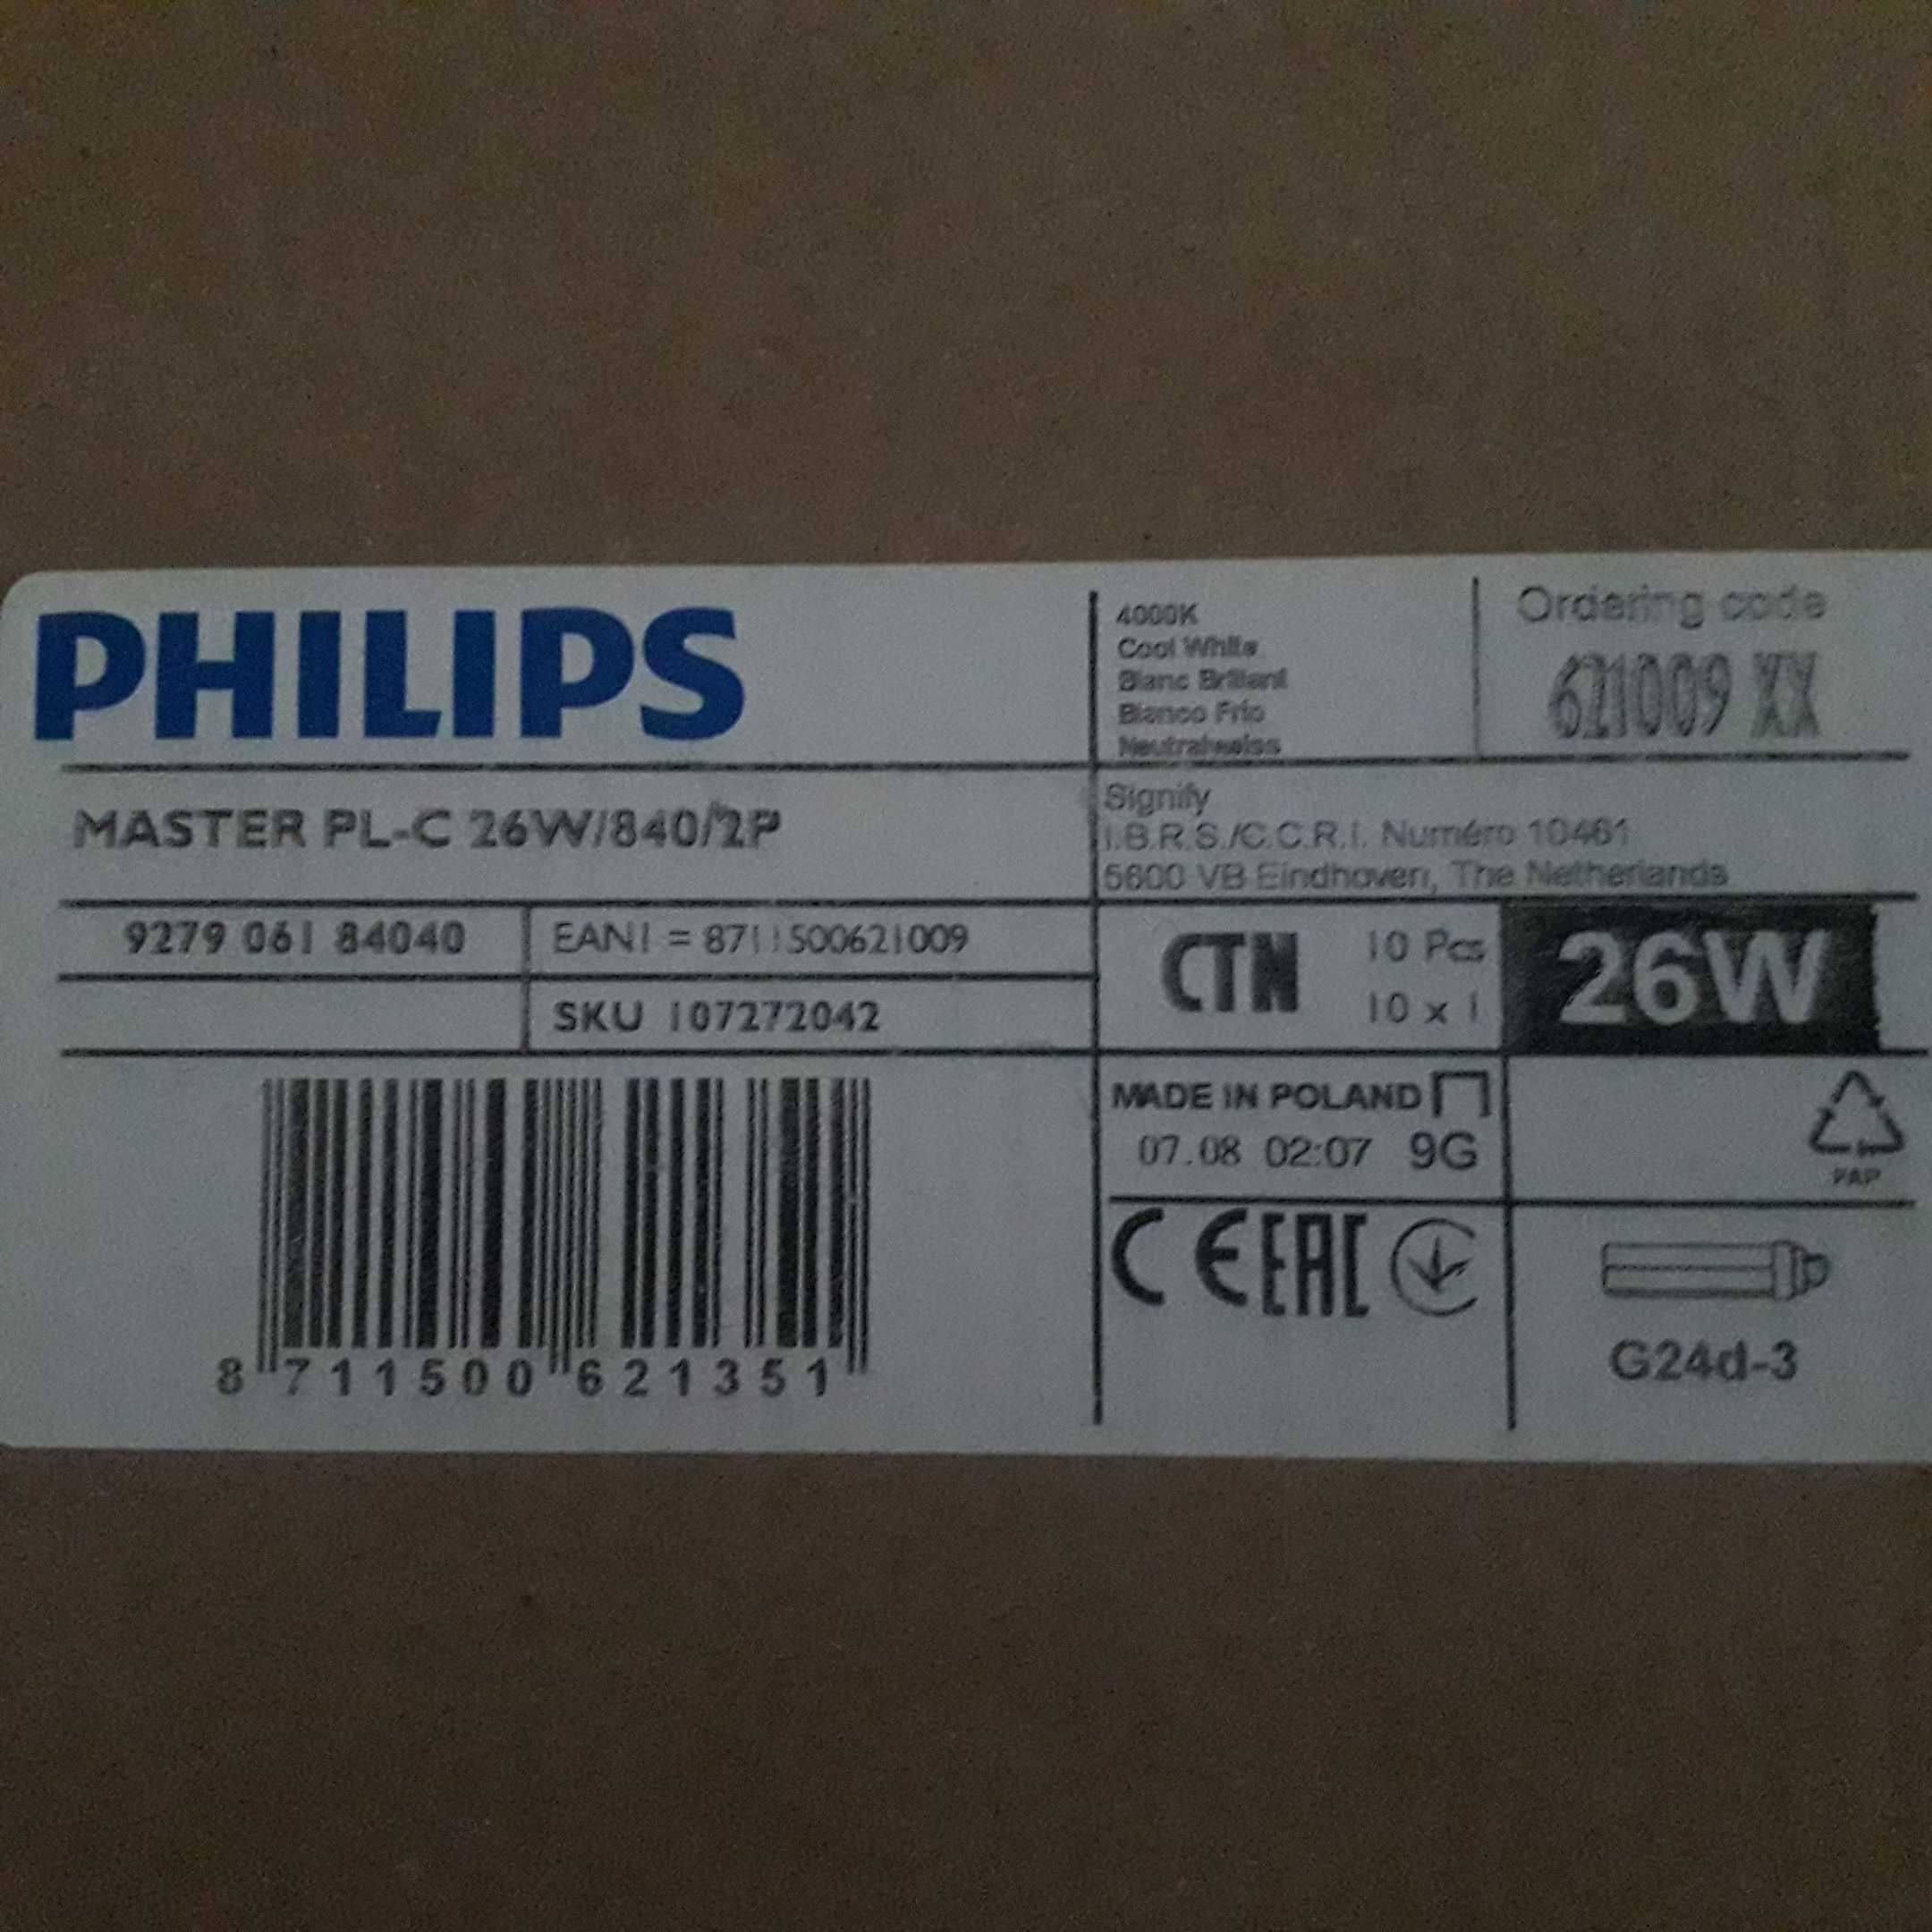 PHILIPS
4000K
Cool White
Blanc Brillant
Blanco Frio
Neutralweiss
Ordering code
621009 XX
MASTER PL-C 26W/840/2P
Signify
I.B.R.S./C.C.R.I. Numéro 10461
5600 VB Eindhoven, The Netherlands
9279 061 84040
EAN1 = 8711500621009
SKU 107272042
CTN
10 Pcs
10 x 1
26W
MADE IN POLAND
07.08 02:07 9G
PAP
CE EAC
G24d-3
8 711500 621351